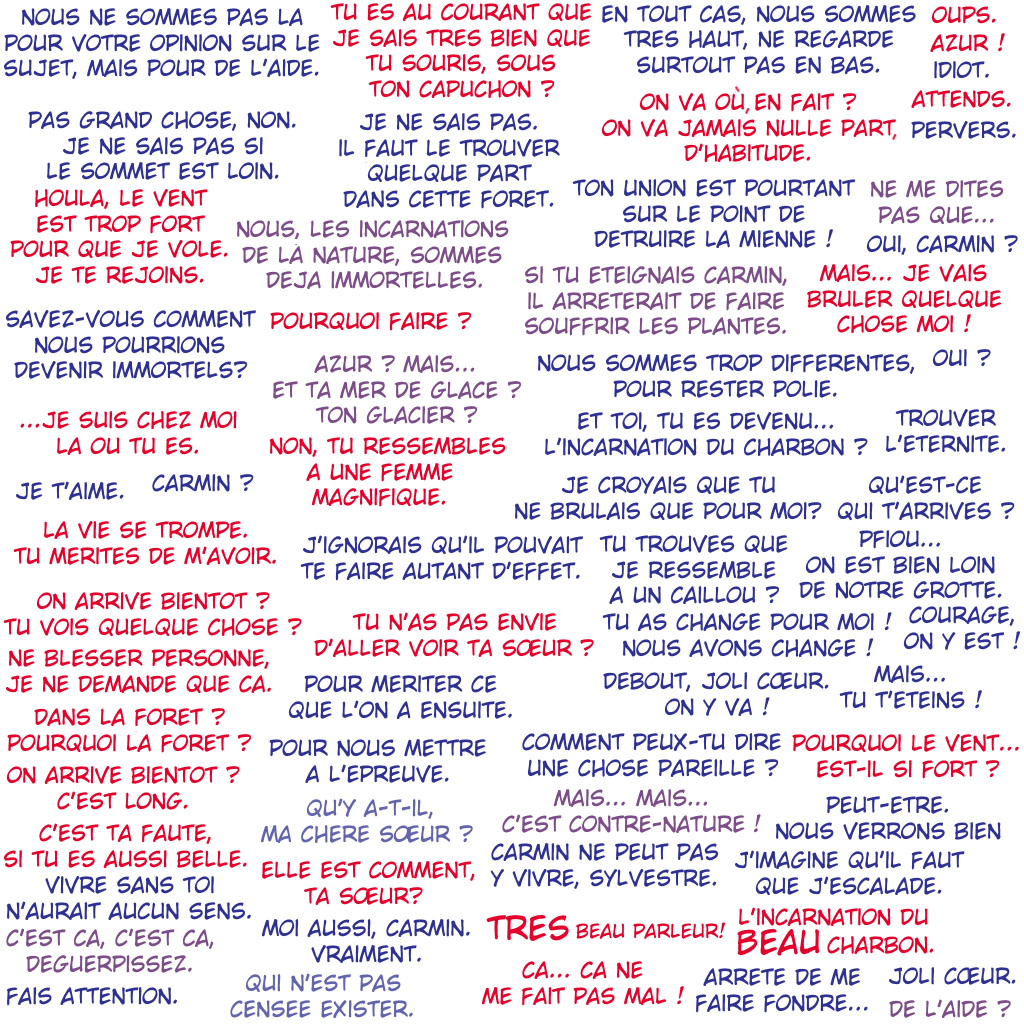 NOUS NE SOMMES PAS LA
POUR VOTRE OPINION SUR LE
SUJET, MAIS POUR DE L'AIDE.
TU ES AU COURANT QUE
JE SAIS TRES BIEN QUE
TU SOURIS, SOUS
TON CAPUCHON ?
EN TOUT CAS, NOUS SOMMES
TRES HAUT, NE REGARDE
SURTOUT PAS EN BAS.
OUPS.
AZUR !
IDIOT.
ATTENDS.
PERVERS.
ON VA OÙ, EN FAIT ?
ON VA JAMAIS NULLE PART,
D'HABITUDE.
PAS GRAND CHOSE, NON.
JE NE SAIS PAS SI
LE SOMMET EST LOIN.
JE NE SAIS PAS.
IL FAUT LE TROUVER
QUELQUE PART
DANS CETTE FORET.
HOULA, LE VENT
EST TROP FORT
POUR QUE JE VOLE.
JE TE REJOINS.
NOUS, LES INCARNATIONS
DE LA NATURE, SOMMES
DEJA IMMORTELLES.
TON UNION EST POURTANT
SUR LE POINT DE
DETRUIRE LA MIENNE !
NE ME DITES
PAS QUE...
OUI, CARMIN ?
SI TU ETEIGNAIS CARMIN,
IL ARRETERAIT DE FAIRE
SOUFFRIR LES PLANTES.
MAIS... JE VAIS
BRULER QUELQUE
CHOSE MOI !
SAVEZ-VOUS COMMENT
NOUS POURRIONS
DEVENIR IMMORTELS?
POURQUOI FAIRE ?
AZUR ? MAIS...
ET TA MER DE GLACE ?
TON GLACIER ?
NOUS SOMMES TROP DIFFERENTES,
POUR RESTER POLIE.
OUI ?
...JE SUIS CHEZ MOI
LA OU TU ES.
NON, TU RESSEMBLES
A UNE FEMME
MAGNIFIQUE.
ET TOI, TU ES DEVENU...
L'INCARNATION DU CHARBON ?
TROUVER
L'ETERNITE.
JE T'AIME.
CARMIN ?
JE CROYAIS QUE TU
NE BRULAIS QUE POUR MOI?
QU'EST-CE
QUI T'ARRIVES ?
LA VIE SE TROMPE.
TU MERITES DE M'AVOIR.
J'IGNORAIS QU'IL POUVAIT
TE FAIRE AUTANT D'EFFET.
TU TROUVES QUE
JE RESSEMBLE
A UN CAILLOU ?
PFIOU...
ON EST BIEN LOIN
DE NOTRE GROTTE.
ON ARRIVE BIENTOT ?
TU VOIS QUELQUE CHOSE ?
TU N'AS PAS ENVIE
D'ALLER VOIR TA SŒUR ?
TU AS CHANGE POUR MOI !
NOUS AVONS CHANGE !
COURAGE,
ON Y EST !
NE BLESSER PERSONNE,
JE NE DEMANDE QUE CA.
POUR MERITER CE
QUE L'ON A ENSUITE.
DEBOUT, JOLI CŒUR.
ON Y VA !
MAIS...
TU T'ETEINS !
DANS LA FORET ?
POURQUOI LA FORET ?
POUR NOUS METTRE
A L'EPREUVE.
COMMENT PEUX-TU DIRE
UNE CHOSE PAREILLE ?
POURQUOI LE VENT...
EST-IL SI FORT ?
ON ARRIVE BIENTOT ?
C'EST LONG.
QU'Y A-T-IL,
MA CHERE SŒUR ?
MAIS... MAIS...
C'EST CONTRE-NATURE !
PEUT-ETRE.
NOUS VERRONS BIEN
C'EST TA FAUTE,
SI TU ES AUSSI BELLE.
ELLE EST COMMENT,
TA SŒUR?
CARMIN NE PEUT PAS
Y VIVRE, SYLVESTRE.
J'IMAGINE QU'IL FAUT
QUE J'ESCALADE.
VIVRE SANS TOI
N'AURAIT AUCUN SENS.
MOI AUSSI, CARMIN.
VRAIMENT.
TRES BEAU PARLEUR!
L'INCARNATION DU
BEAU CHARBON.
C'EST CA, C'EST CA,
DEGUERPISSEZ.
CA... CA NE
ME FAIT PAS MAL !
ARRETE DE ME
FAIRE FONDRE...
JOLI CŒUR.
FAIS ATTENTION.
QUI N'EST PAS
CENSEE EXISTER.
DE L'AIDE ?